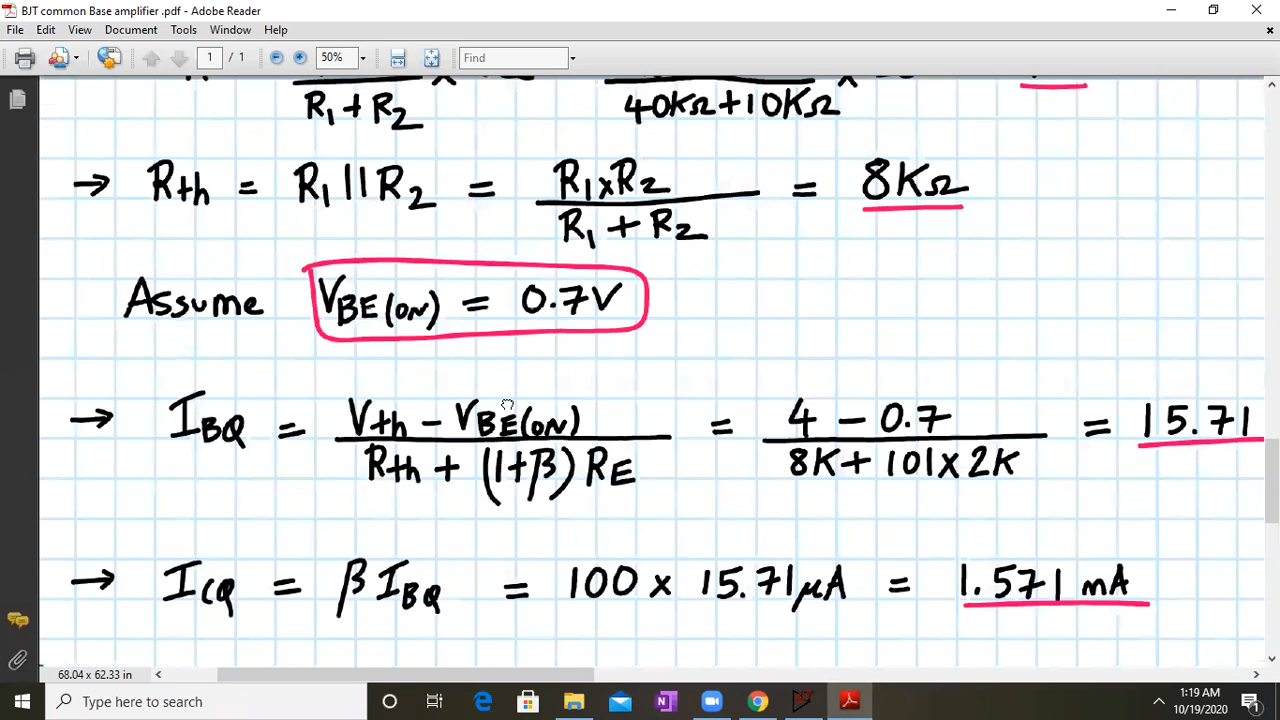 BJT common Base amplifier .pdf - Adobe Reader
File Edit View Document Tools Window Help
1 / 1 50% Find
R1 + R2 40KΩ+10KΩ
→ Rth = R1 || R2 = R1xR2 / R1 + R2 = 8KΩ
Assume VBE(ON) = 0.7V
→ IBQ = Vth - VBE(ON) / Rth + (1+β) RE = 4 - 0.7 / 8K + 101 x 2K = 15.71
→ ICQ = β IBQ = 100 x 15.71μA = 1.571 mA
68.04 x 62.33 in
Type here to search
1:19 AM
10/19/2020